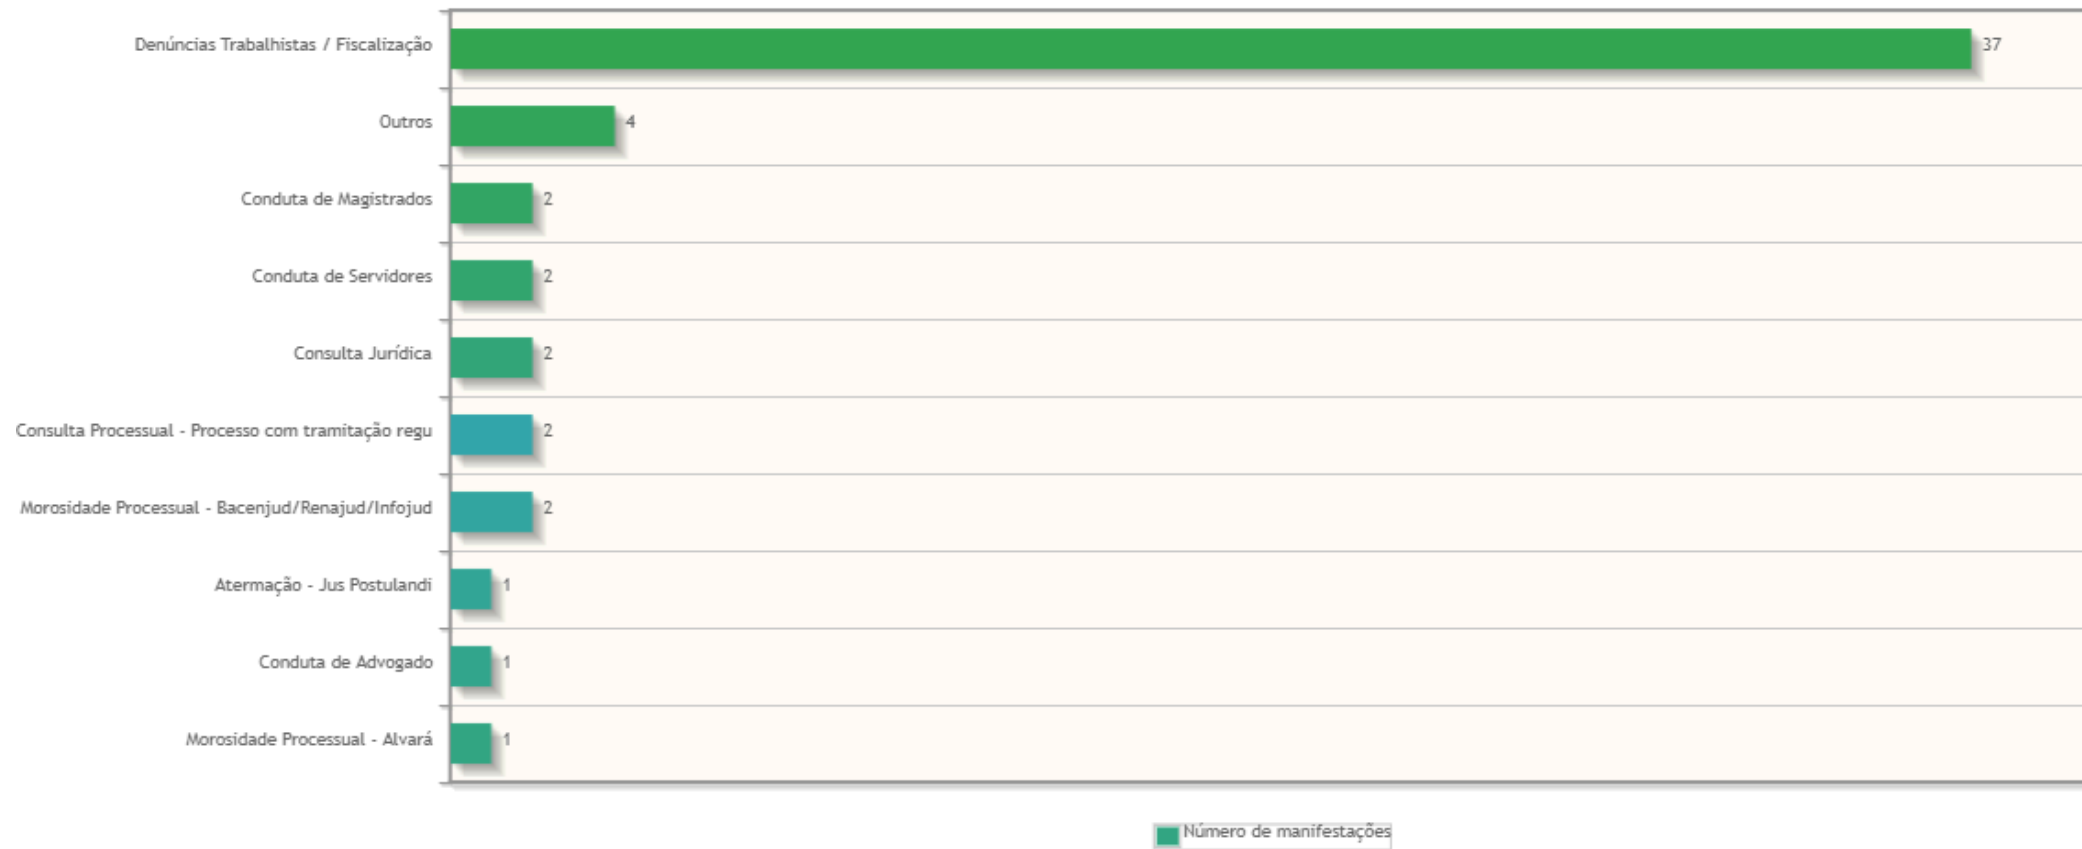 Denúncias Trabalhistas / Fiscalização 37
Outros 4
Conduta de Magistrados 2
Conduta de Servidores 2
Consulta Jurídica 2
Consulta Processual - Processo com tramitação regu 2
Morosidade Processual - Bacenjud/Renajud/Infojud 2
Atermação - Jus Postulandi 1
Conduta de Advogado 1
Morosidade Processual - Alvará 1
Número de manifestações